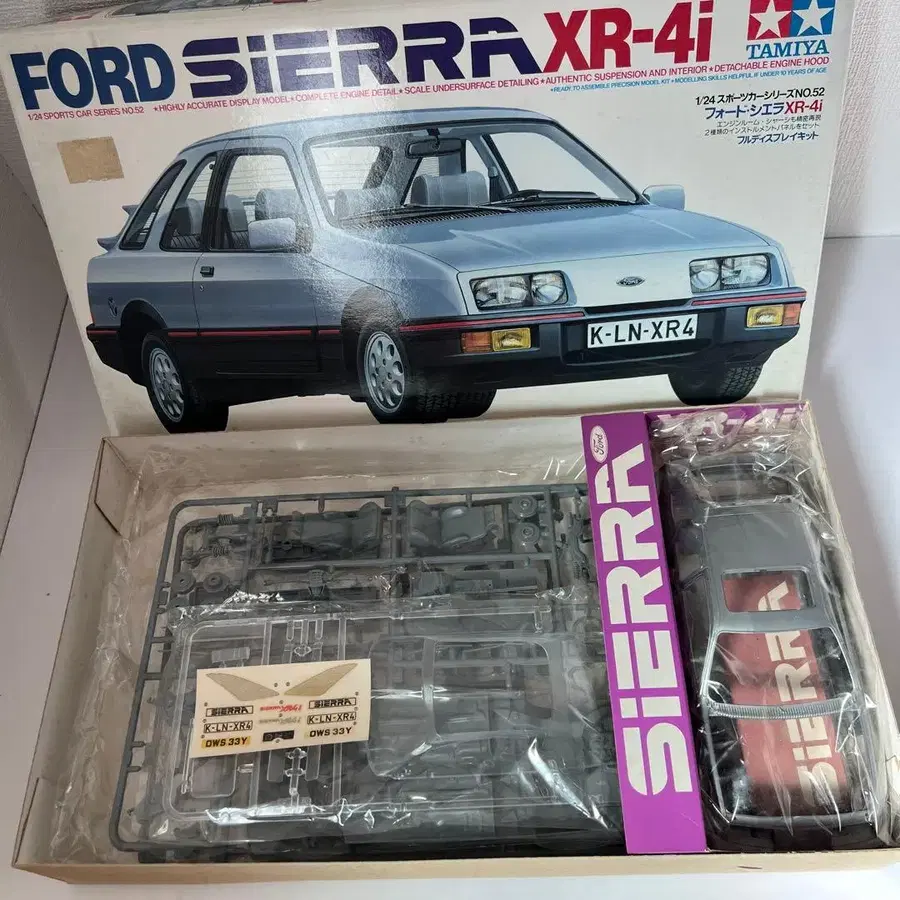 FORD SiERRA XR-4i
TAMIYA
1/24 SPORTS CAR SERIES NO.52 ★HIGHLY ACCURATE DISPLAY MODEL★COMPLETE ENGINE DETAIL★SCALE UNDERSURFACE DETAILING★AUTHENTIC SUSPENSION AND INTERIOR★DETACHABLE ENGINE HOOD
★READY TO ASSEMBLE PRECISION MODEL KIT ★MODELLING SKILLS HELPFUL IF UNDER 10 YEARS OF AGE
1/24 スポーツカーシリーズNO.52
フォード・シエラXR-4i
エンジンルーム・シャーシも精密再現
2種類のインストルメントパネルをセット
フルディスプレイキット
Ford
K-LN-XR4
XR-4i
Ford
SiERRA
SiERRA
SiERRA SiERRA
K-LN-XR4 K-LN-XR4
OWS 33Y OWS 33Y